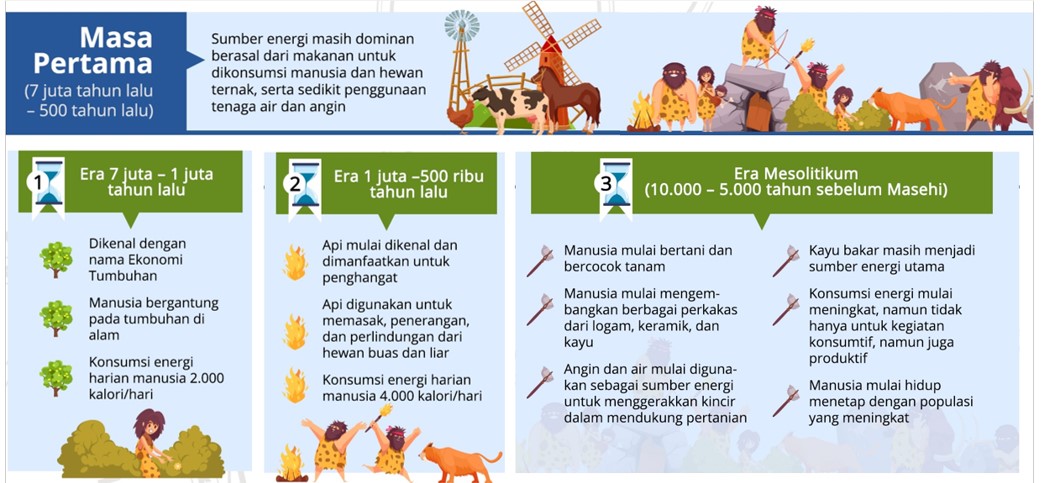 Masa
Pertama
(7 juta tahun lalu
– 500 tahun lalu)
Sumber energi masih dominan
berasal dari makanan untuk
dikonsumsi manusia dan hewan
ternak, serta sedikit penggunaan
tenaga air dan angin
1
Era 7 juta – 1 juta
tahun lalu
Dikenal dengan
nama Ekonomi
Tumbuhan
Manusia bergantung
pada tumbuhan di
alam
Konsumsi energi
harian manusia 2.000
kalori/hari
2
Era 1 juta –500 ribu
tahun lalu
Api mulai dikenal dan
dimanfaatkan untuk
penghangat
Api digunakan untuk
memasak, penerangan,
dan perlindungan dari
hewan buas dan liar
Konsumsi energi harian
manusia 4.000 kalori/hari
3
Era Mesolitikum
(10.000 – 5.000 tahun sebelum Masehi)
Manusia mulai bertani dan
bercocok tanam
Manusia mulai mengem-
bangkan berbagai perkakas
dari logam, keramik, dan
kayu
Angin dan air mulai diguna-
kan sebagai sumber energi
untuk menggerakkan kincir
dalam mendukung pertanian
Kayu bakar masih menjadi
sumber energi utama
Konsumsi energi mulai
meningkat, namun tidak
hanya untuk kegiatan
konsumtif, namun juga
produktif
Manusia mulai hidup
menetap dengan populasi
yang meningkat